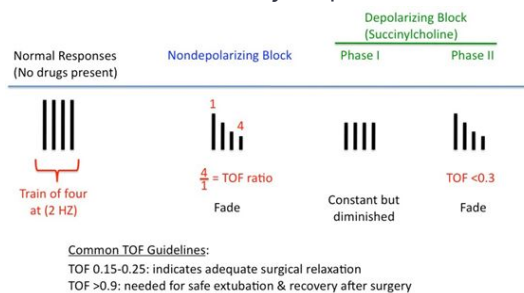 Depolarizing Block
(Succinylcholine)
Normal Responses
(No drugs present)
Nondepolarizing Block
Phase I
Phase II
1
4
4/1 = TOF ratio
TOF <0.3
Train of four
at (2 HZ)
Fade
Constant but
diminished
Fade
Common TOF Guidelines:
TOF 0.15-0.25: indicates adequate surgical relaxation
TOF >0.9: needed for safe extubation & recovery after surgery